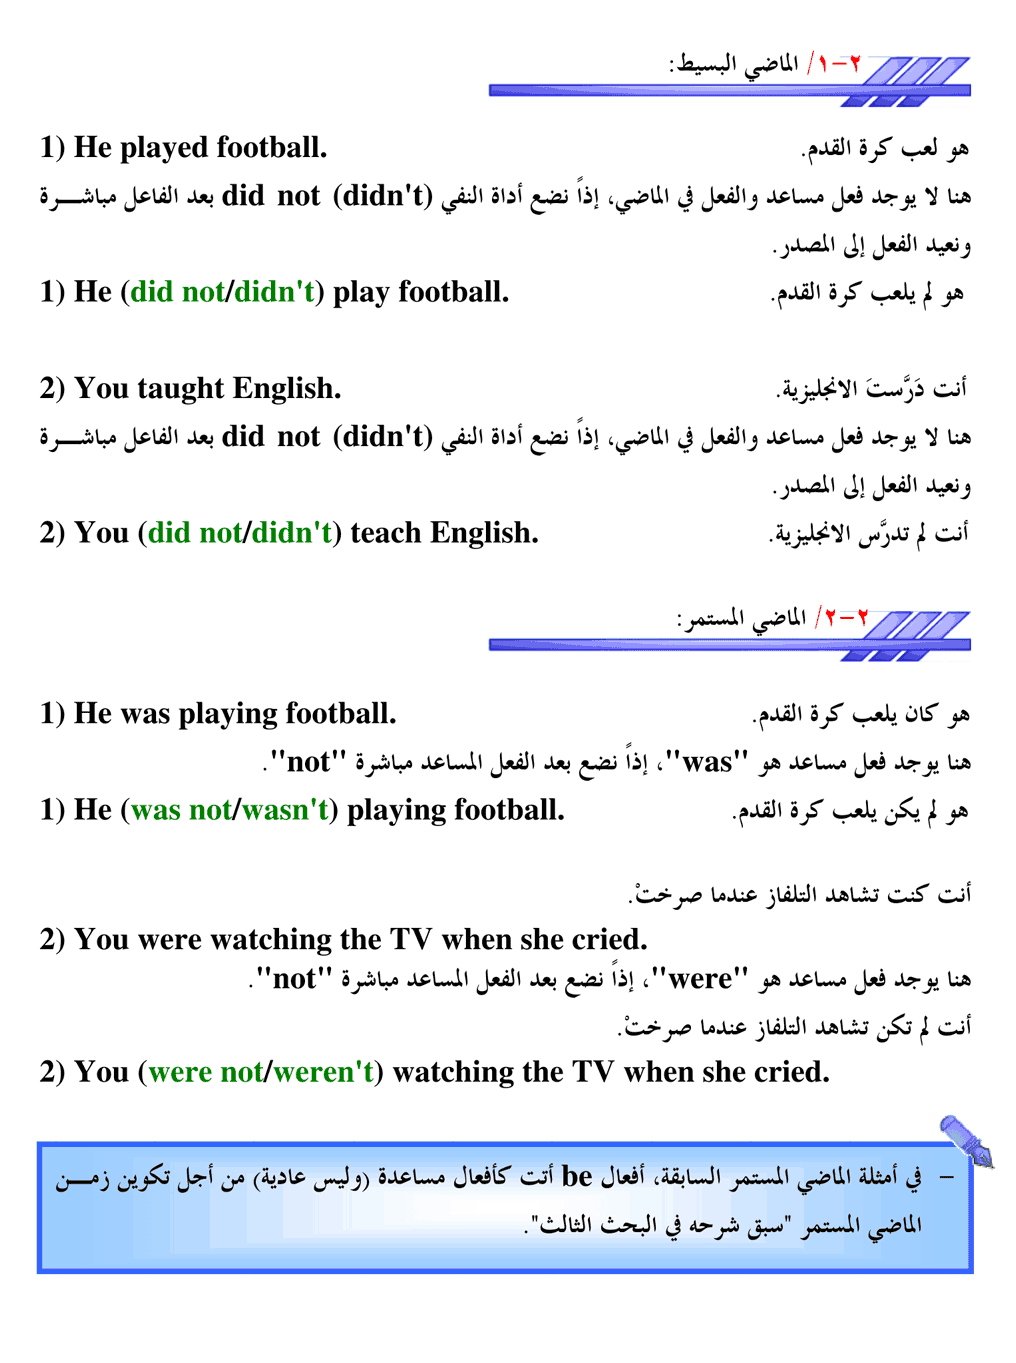 ٢-١/ الماضي البسيط:
1) He played football. هو لعب كرة القدم.
هنا لا يوجد فعل مساعد والفعل في الماضي، إذاً نضع أداة النفي did not (didn't) بعد الفاعل مباشـــرة
ونعيد الفعل إلى المصدر.
1) He (did not/didn't) play football. هو لم يلعب كرة القدم.
2) You taught English. أنت دَرَّستَ الانجليزية.
هنا لا يوجد فعل مساعد والفعل في الماضي، إذاً نضع أداة النفي did not (didn't) بعد الفاعل مباشـــرة
ونعيد الفعل إلى المصدر.
2) You (did not/didn't) teach English. أنت لم تدرَّس الانجليزية.
٢-٢/ الماضي المستمر:
1) He was playing football. هو كان يلعب كرة القدم.
هنا يوجد فعل مساعد هو "was"، إذاً نضع بعد الفعل المساعد مباشرة "not".
1) He (was not/wasn't) playing football. هو لم يكن يلعب كرة القدم.
أنت كنت تشاهد التلفاز عندما صرختْ.
2) You were watching the TV when she cried.
هنا يوجد فعل مساعد هو "were"، إذاً نضع بعد الفعل المساعد مباشرة "not".
أنت لم تكن تشاهد التلفاز عندما صرختْ.
2) You (were not/weren't) watching the TV when she cried.
- في أمثلة الماضي المستمر السابقة، أفعال be أتت كأفعال مساعدة (وليس عادية) من أجل تكوين زمـــن
الماضي المستمر "سبق شرحه في البحث الثالث".